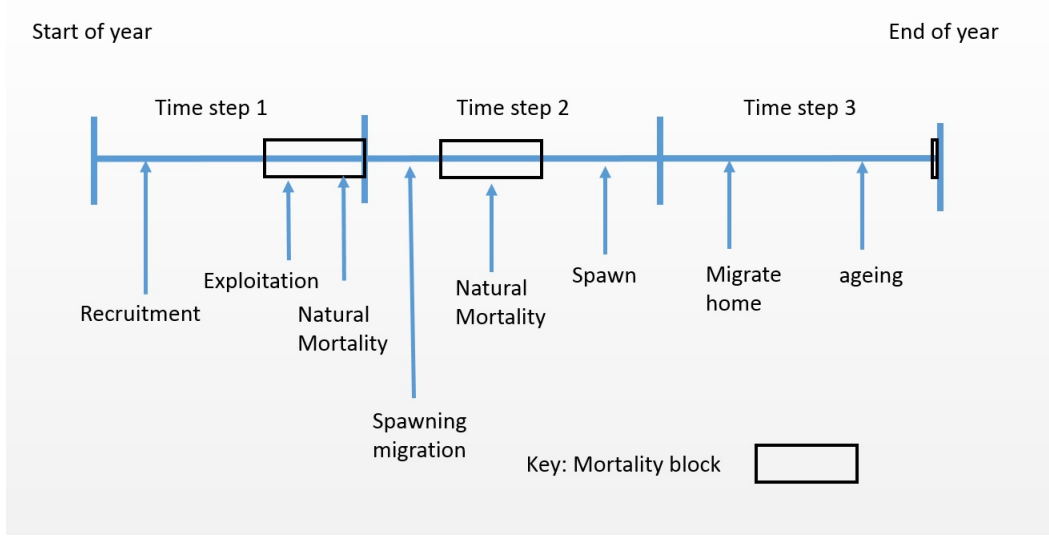 Start of year
End of year
Time step 1
Time step 2
Time step 3
Exploitation
Recruitment
Natural
Mortality
Spawning
migration
Natural
Mortality
Spawn
Migrate
home
ageing
Key: Mortality block